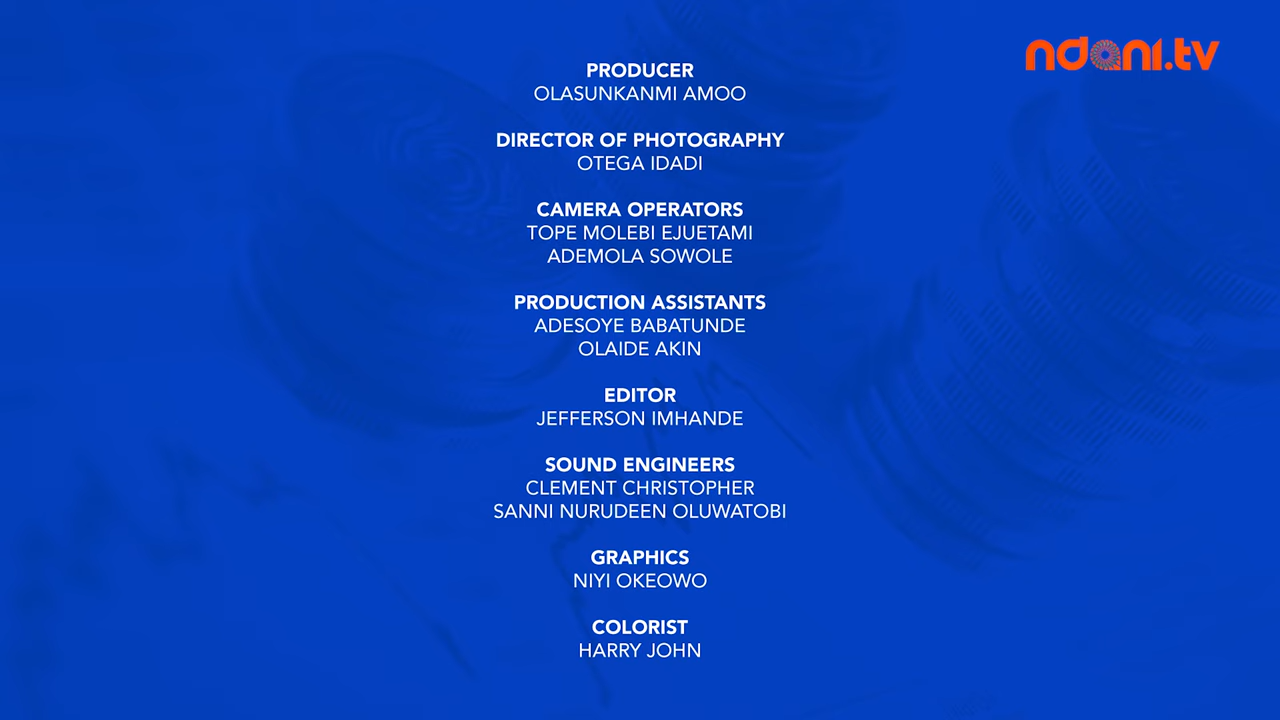 ndani.tv
PRODUCER
OLASUNKANMI AMOO
DIRECTOR OF PHOTOGRAPHY
OTEGA IDADI
CAMERA OPERATORS
TOPE MOLEBI EJUETAMI
ADEMOLA SOWOLE
PRODUCTION ASSISTANTS
ADESOYE BABATUNDE
OLAIDE AKIN
EDITOR
JEFFERSON IMHANDE
SOUND ENGINEERS
CLEMENT CHRISTOPHER
SANNI NURUDEEN OLUWATOBI
GRAPHICS
NIYI OKEOWO
COLORIST
HARRY JOHN